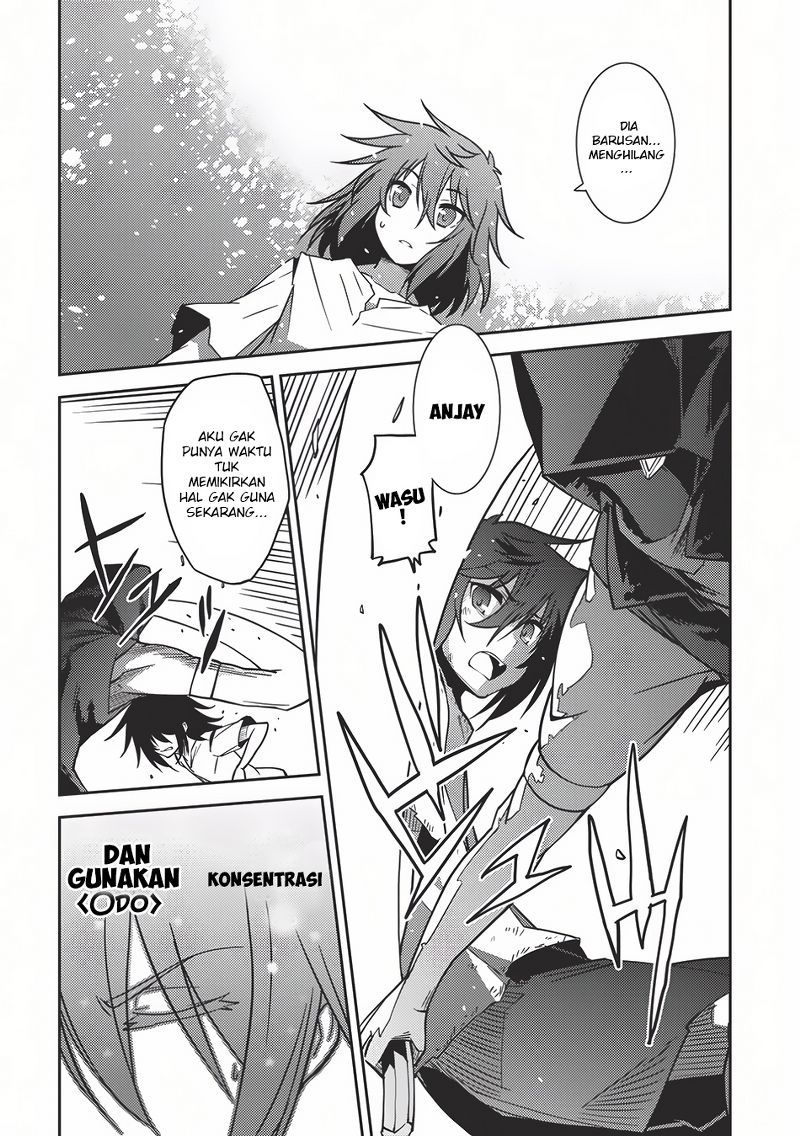 DIA
BARUSAN...
MENGHILANG
...
ANJAY
WASU
!
AKU GAK
PUNYA WAKTU
TUK
MEMIKIRKAN
HAL GAK GUNA
SEKARANG...
KONSENTRASI
DAN
GUNAKAN
〈ODO〉